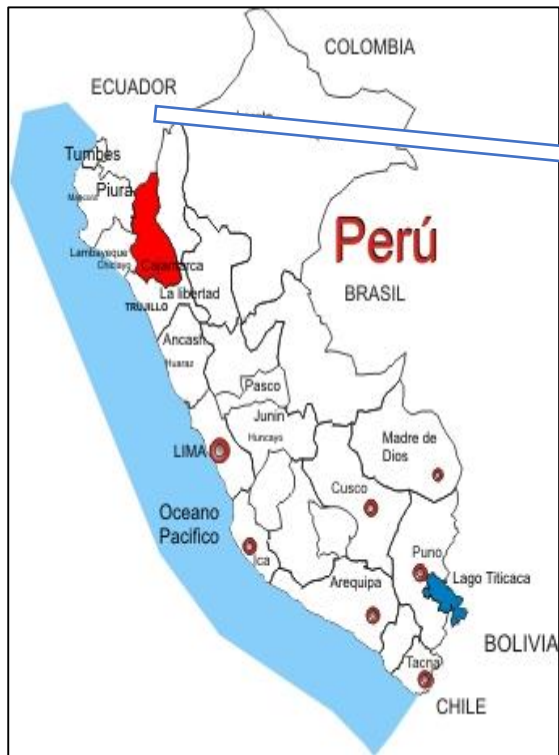 COLOMBIA
ECUADOR
Tumbes
Piura
Perú
Lambayeque
Chiclayo
Cajamarca
BRASIL
La libertad
TRUJILLO
Ancash
Huaraz
Pasco
Junin
Huncayo
Madre de
Dios
LIMA
Cusco
Oceano
Pacifico
Ica
Puno
Lago Titicaca
Arequipa
BOLIVIA
Tacna
CHILE